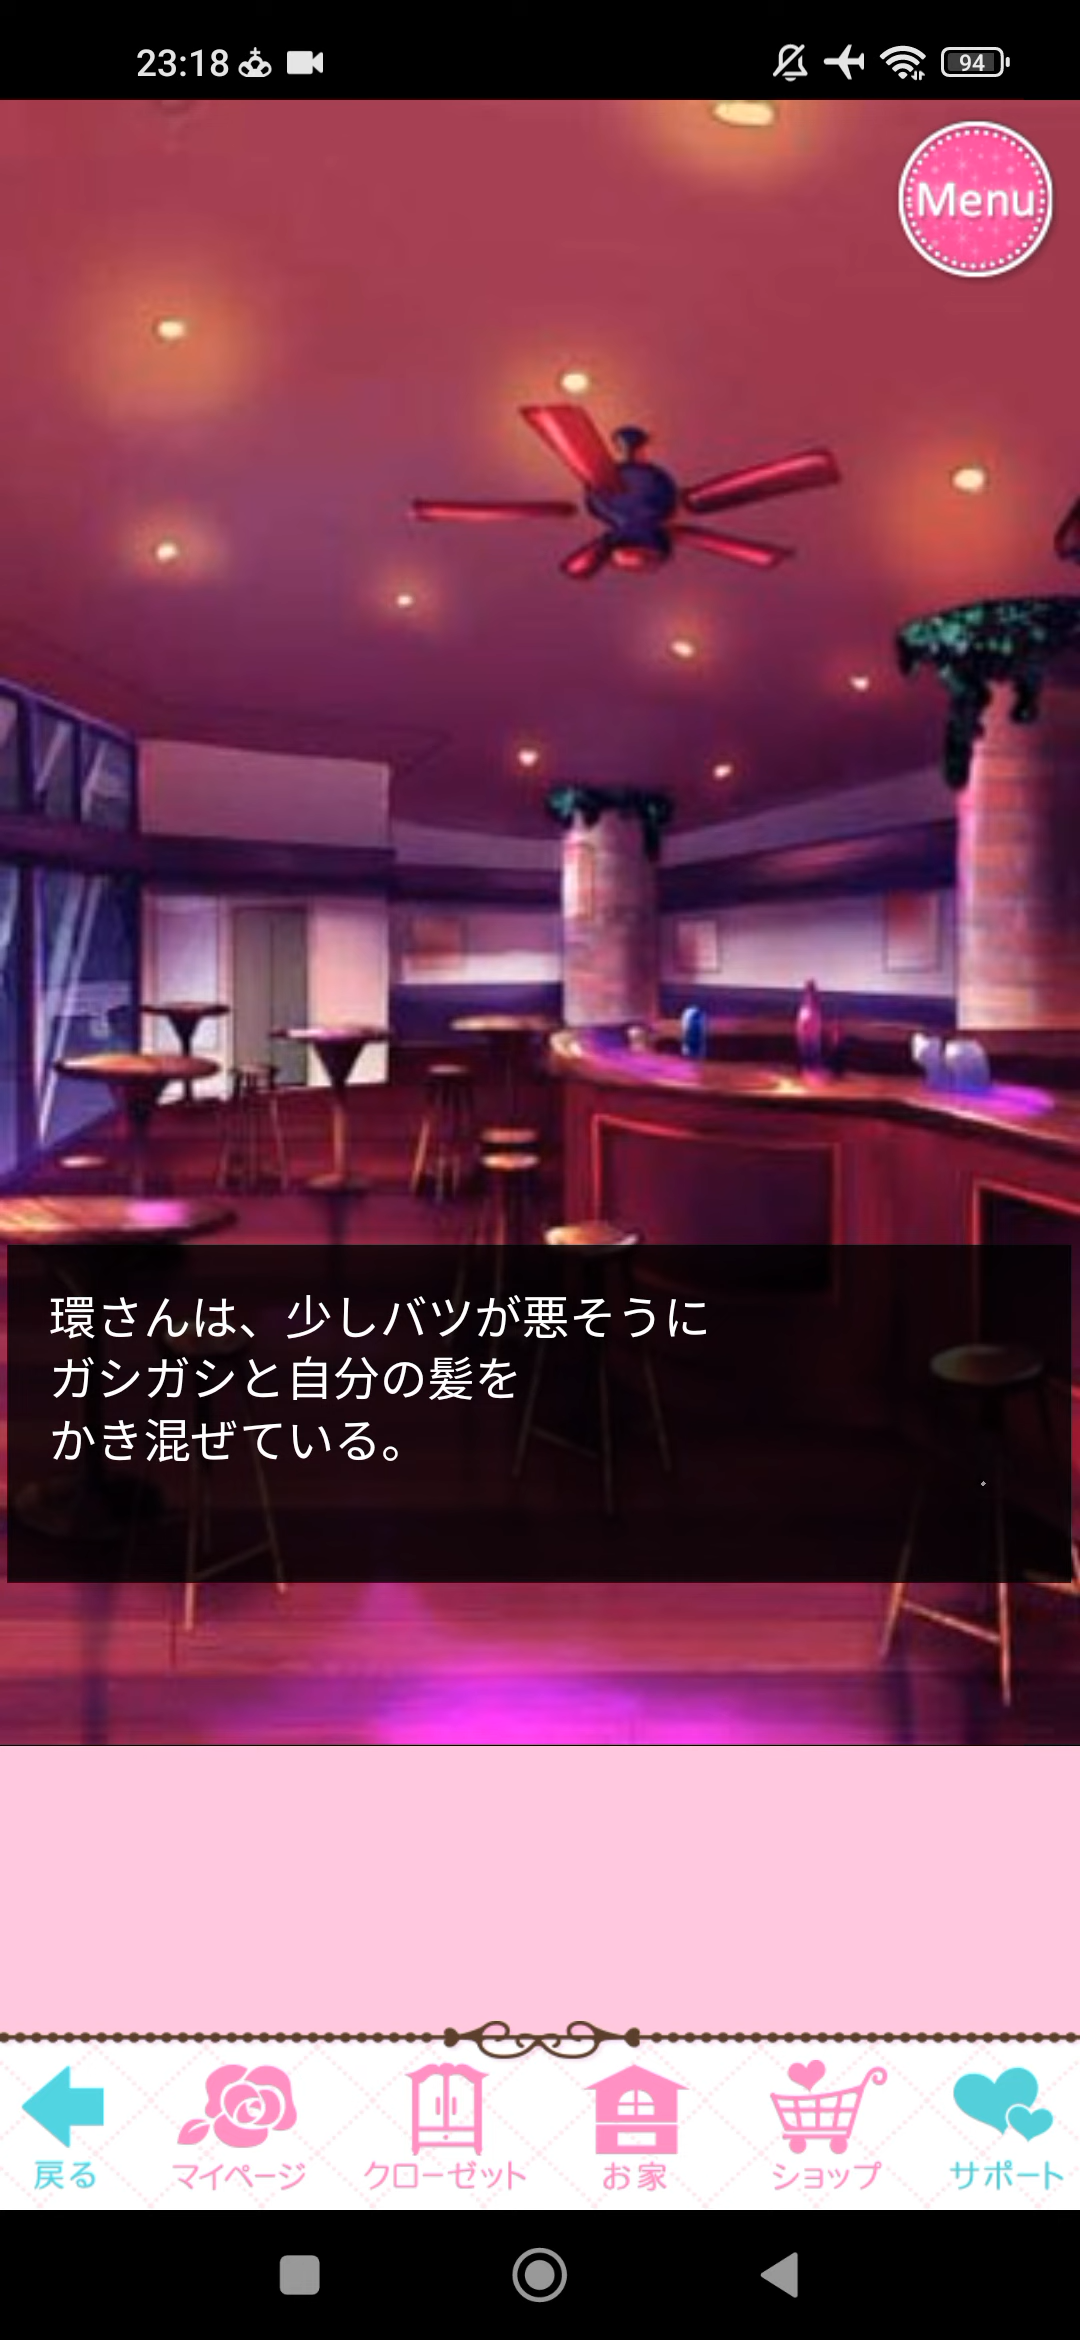 23:18
94
Menu
環さんは、少しバツが悪そうに
ガシガシと自分の髪を
かき混ぜている。
戻る
マイページ
クローゼット
お家
ショップ
サポート